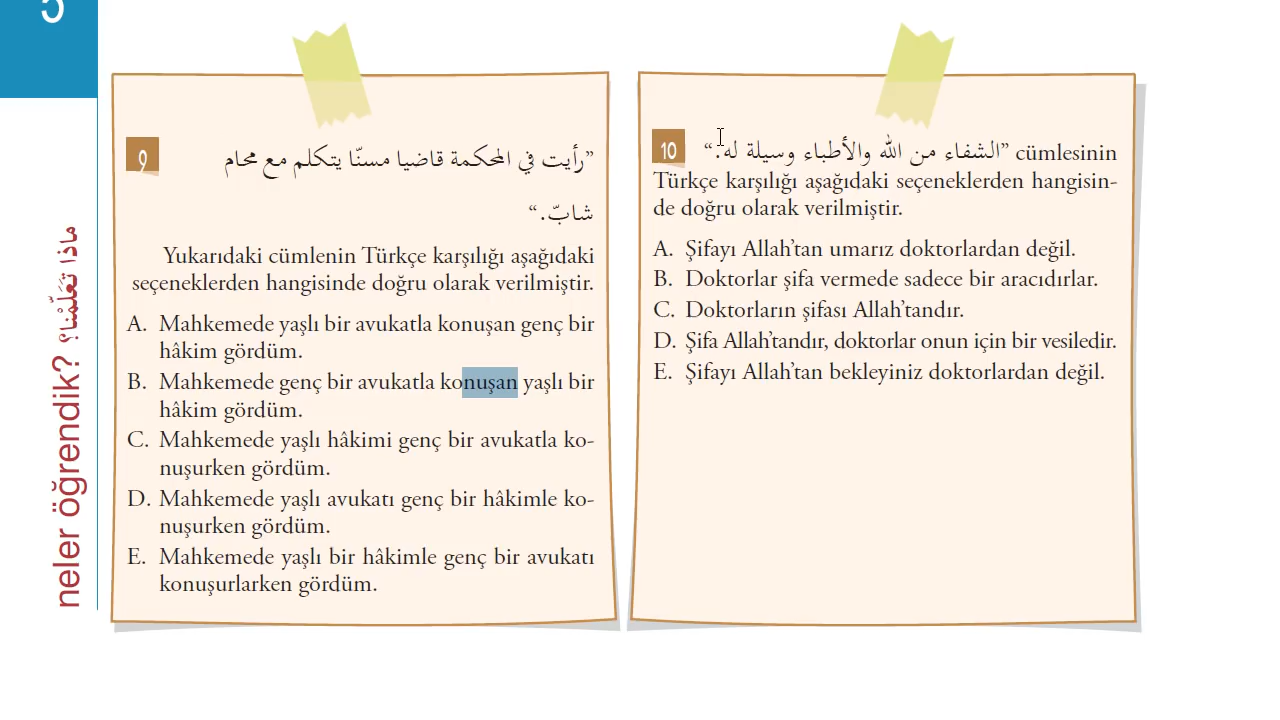 5
ماذا تَعَلَّمْنا؟
neler öğrendik?
9
”رأيت في المحكمة قاضيا مسنّا يتكلم مع محام
شابّ.“
Yukarıdaki cümlenin Türkçe karşılığı aşağıdaki
seçeneklerden hangisinde doğru olarak verilmiştir.
A. Mahkemede yaşlı bir avukatla konuşan genç bir
hâkim gördüm.
B. Mahkemede genç bir avukatla konuşan yaşlı bir
hâkim gördüm.
C. Mahkemede yaşlı hâkimi genç bir avukatla ko-
nuşurken gördüm.
D. Mahkemede yaşlı avukatı genç bir hâkimle ko-
nuşurken gördüm.
E. Mahkemede yaşlı bir hâkimle genç bir avukatı
konuşurlarken gördüm.
10
”الشفاء من الله والأطباء وسيلة له.“ cümlesinin
Türkçe karşılığı aşağıdaki seçeneklerden hangisin-
de doğru olarak verilmiştir.
A. Şifayı Allah’tan umarız doktorlardan değil.
B. Doktorlar şifa vermede sadece bir aracıdırlar.
C. Doktorların şifası Allah’tandır.
D. Şifa Allah’tandır, doktorlar onun için bir vesiledir.
E. Şifayı Allah’tan bekleyiniz doktorlardan değil.